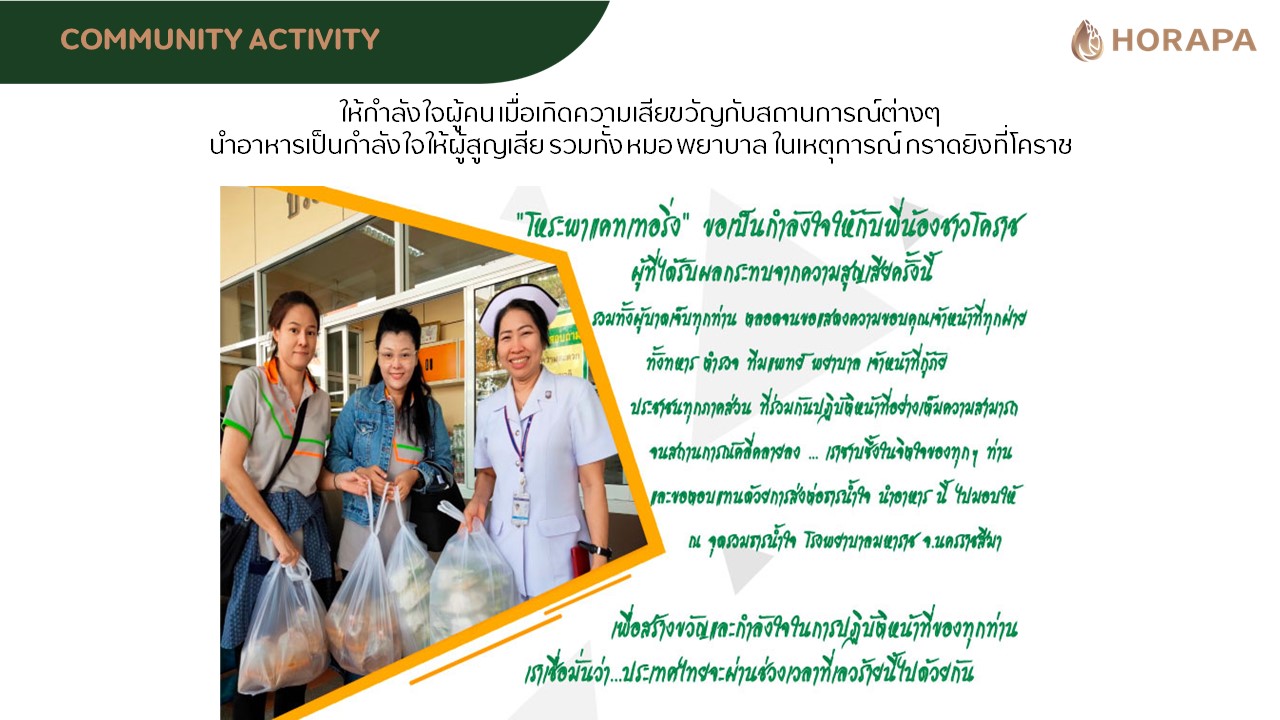 COMMUNITY ACTIVITY
HORAPA
ให้กำลังใจผู้คน เมื่อเกิดความเสียขวัญกับสถานการณ์ต่างๆ
นำอาหารเป็นกำลังใจให้ผู้สูญเสีย รวมทั้ง หมอ พยาบาล ในเหตุการณ์ กราดยิงที่โคราช
"โหระพาแคทเทอริ่ง" ขอเป็นกำลังใจให้กับพี่น้องชาวโคราช
ผู้ที่ได้รับผลกระทบจากความสูญเสียครั้งนี้
รวมทั้งผู้บาดเจ็บทุกท่าน ตลอดจนขอแสดงความขอบคุณเจ้าหน้าที่ทุกฝ่าย
ทั้งทหาร ตำรวจ ทีมแพทย์ พยาบาล เจ้าหน้าที่กู้ภัย
ประชาชนทุกภาคส่วน ที่ร่วมกันปฏิบัติหน้าที่อย่างเต็มความสามารถ
จนสถานการณ์คลี่คลายลง ... เราซาบซึ้งในจิตใจของทุกๆ ท่าน
และขอตอบแทนด้วยการส่งต่อธารน้ำใจ นำอาหาร นี้ ไปมอบให้
ณ จุดรวมธารน้ำใจ โรงพยาบาลมหาราช จ.นครราชสีมา
เพื่อสร้างขวัญและกำลังใจในการปฏิบัติหน้าที่ของทุกท่าน
เราเชื่อมั่นว่า...ประเทศไทยจะผ่านช่วงเวลาที่เลวร้ายนี้ไปด้วยกัน